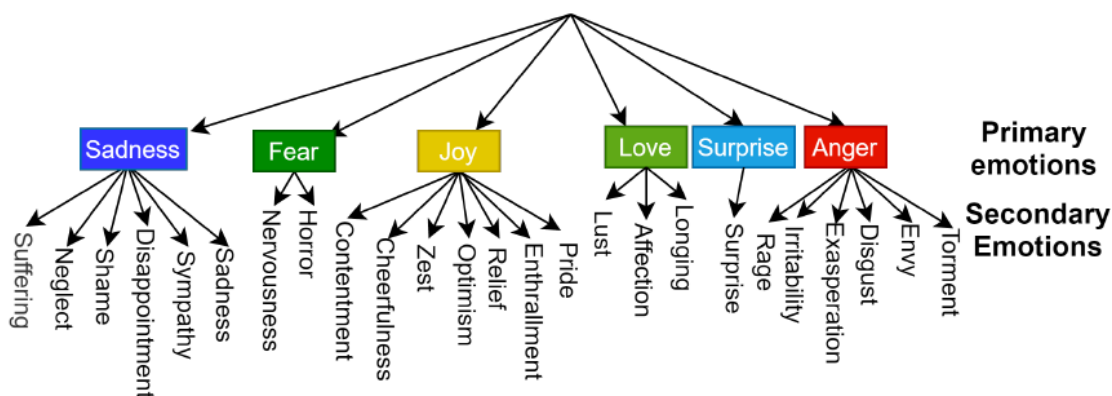 Sadness
Fear
Joy
Love
Surprise
Anger
Primary
emotions
Suffering
Neglect
Shame
Disappointment
Sympathy
Sadness
Nervousness
Horror
Contentment
Cheerfulness
Zest
Optimism
Relief
Enthrallment
Pride
Lust
Affection
Longing
Surprise
Rage
Irritability
Exasperation
Disgust
Envy
Torment
Secondary
Emotions